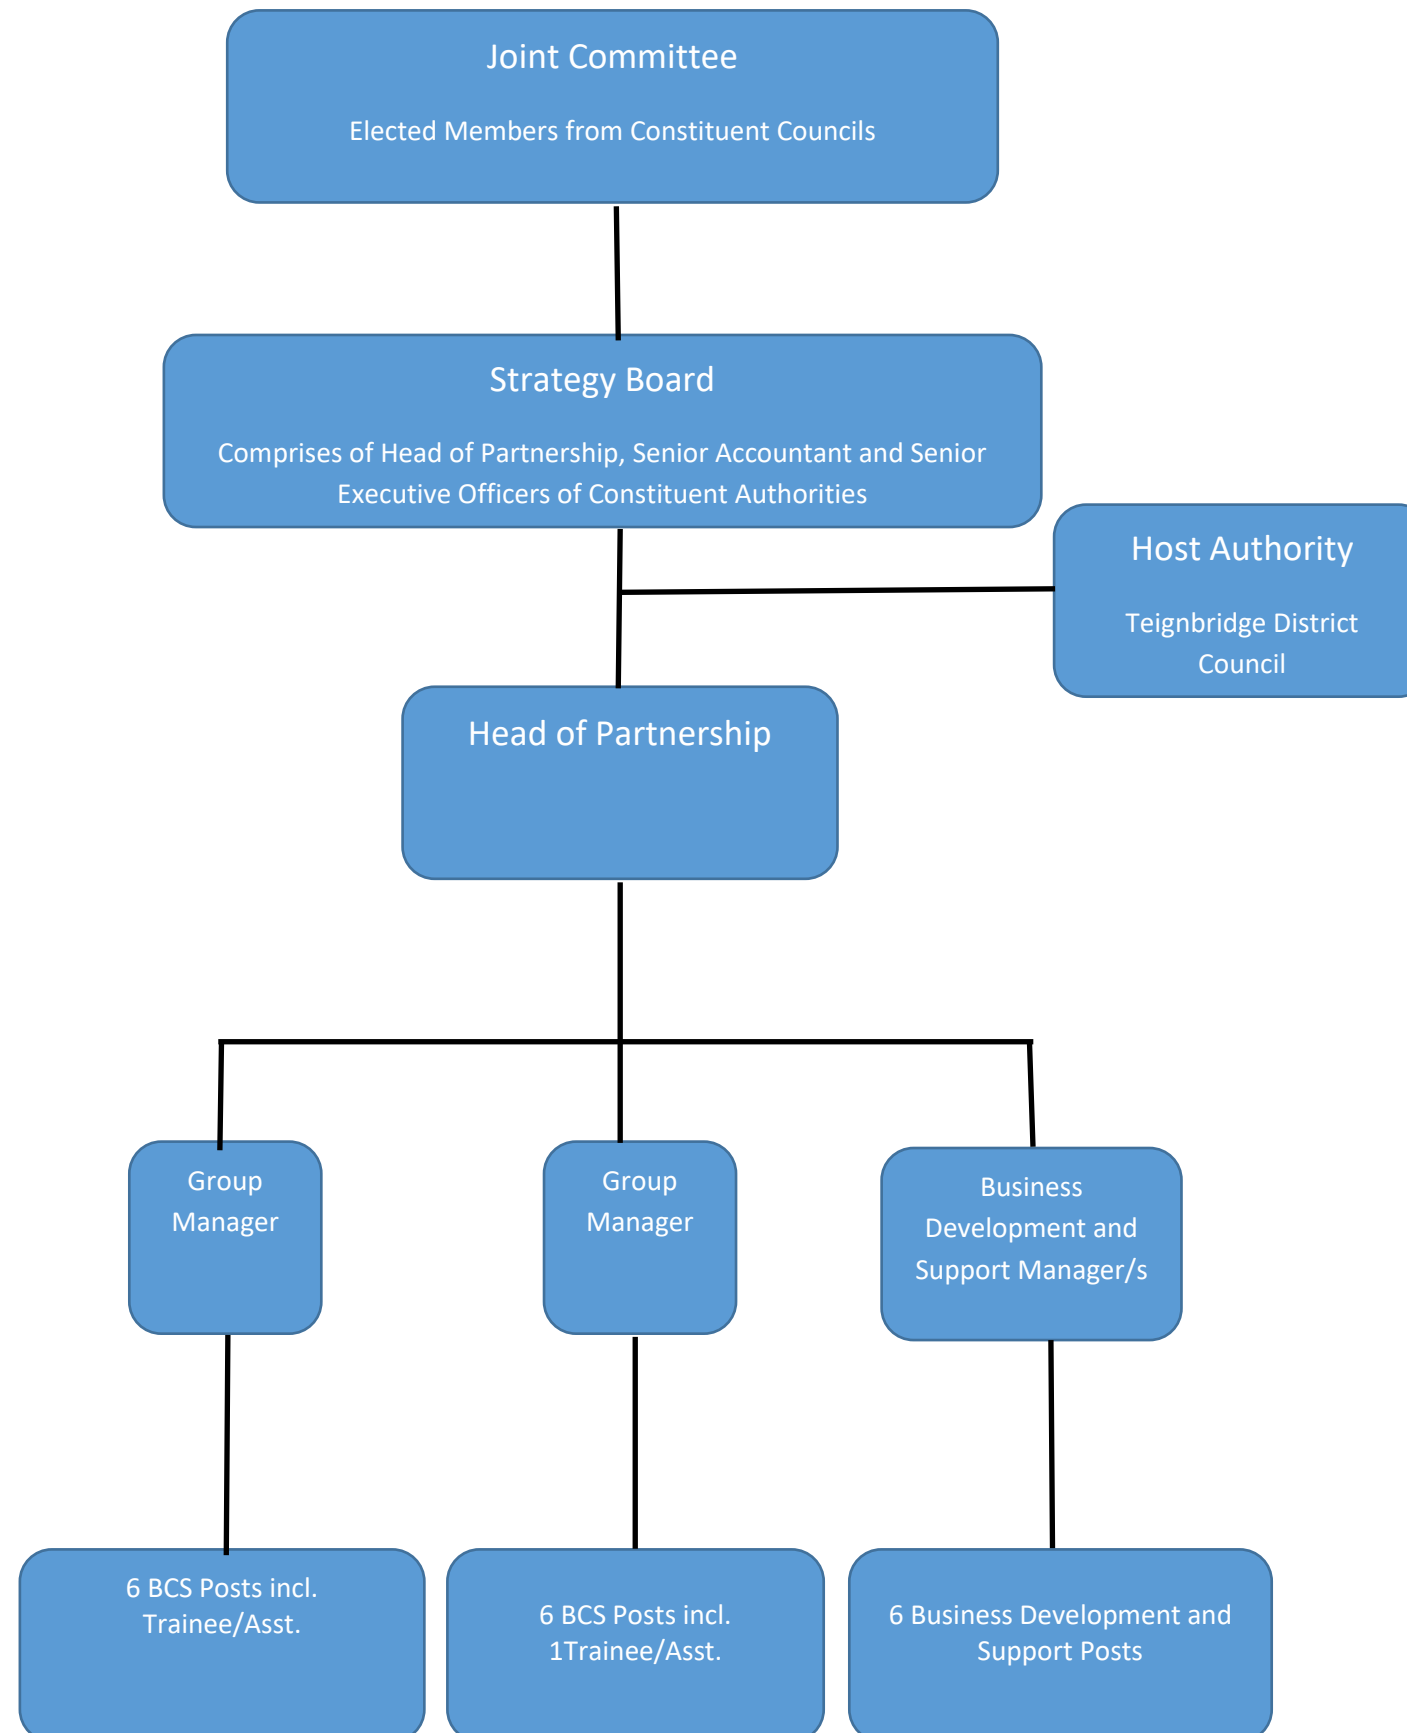 Joint Committee
Elected Members from Constituent Councils
Strategy Board
Comprises of Head of Partnership, Senior Accountant and Senior
Executive Officers of Constituent Authorities
Host Authority
Teignbridge District
Council
Head of Partnership
Group
Manager
Group
Manager
Business
Development and
Support Manager/s
6 BCS Posts incl.
Trainee/Asst.
6 BCS Posts incl.
1Trainee/Asst.
6 Business Development and
Support Posts